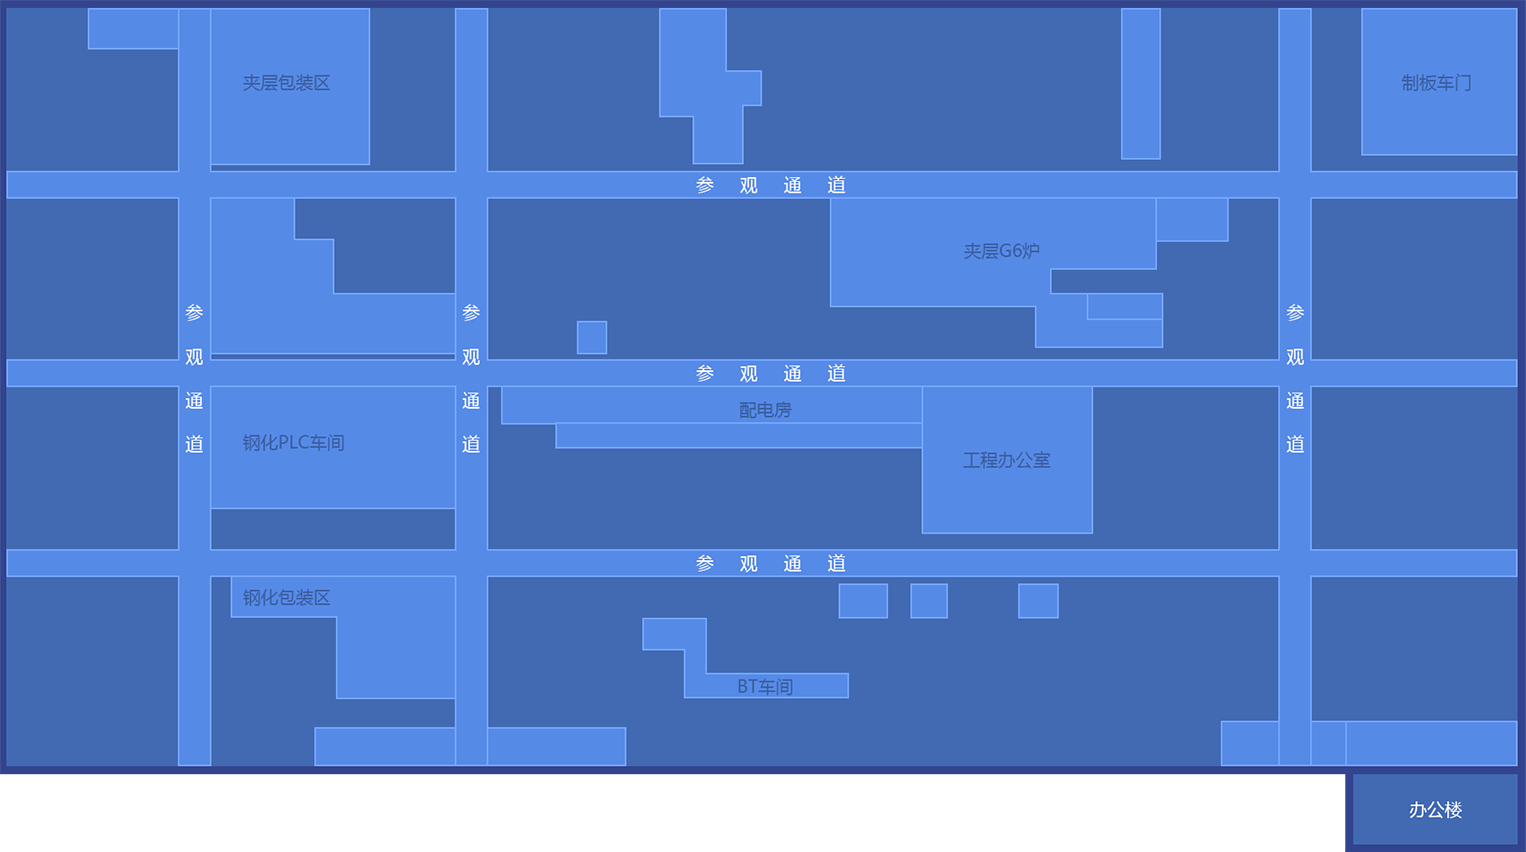 夹层包装区
制板车门
参观通道
夹层G6炉
参观通道
参观通道
参观通道
参观通道
配电房
钢化PLC车间
工程办公室
参观通道
钢化包装区
BT车间
办公楼